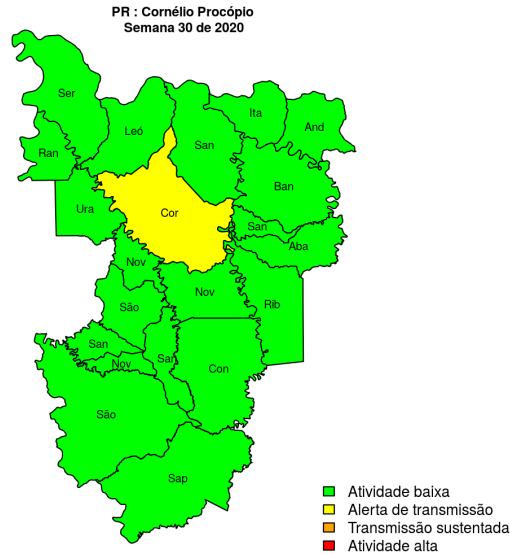 PR : Cornélio Procópio
Semana 30 de 2020
Ser
Ita
And
Leó
San
Ran
Ban
Ura
Cor
San
Aba
Nov
Nov
Rib
São
San
San
Nov
Con
São
Sap
Atividade baixa
Alerta de transmissão
Transmissão sustentada
Atividade alta